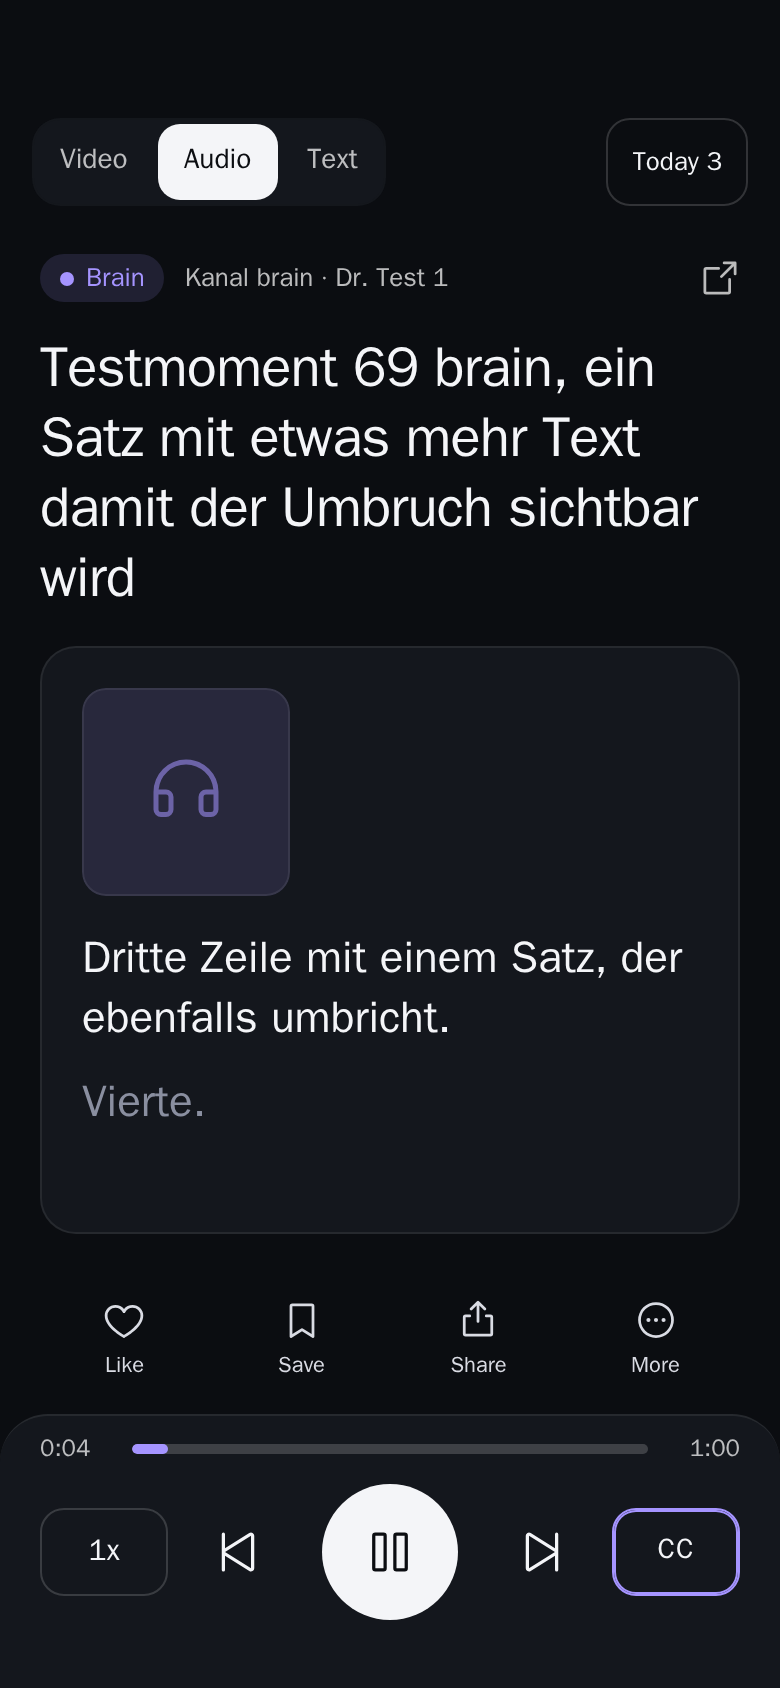 Video Audio Text Today 3
Brain Kanal brain · Dr. Test 1
Testmoment 69 brain, ein
Satz mit etwas mehr Text
damit der Umbruch sichtbar
wird
Dritte Zeile mit einem Satz, der
ebenfalls umbricht.
Vierte.
Like Save Share More
0:04 1:00
1x CC